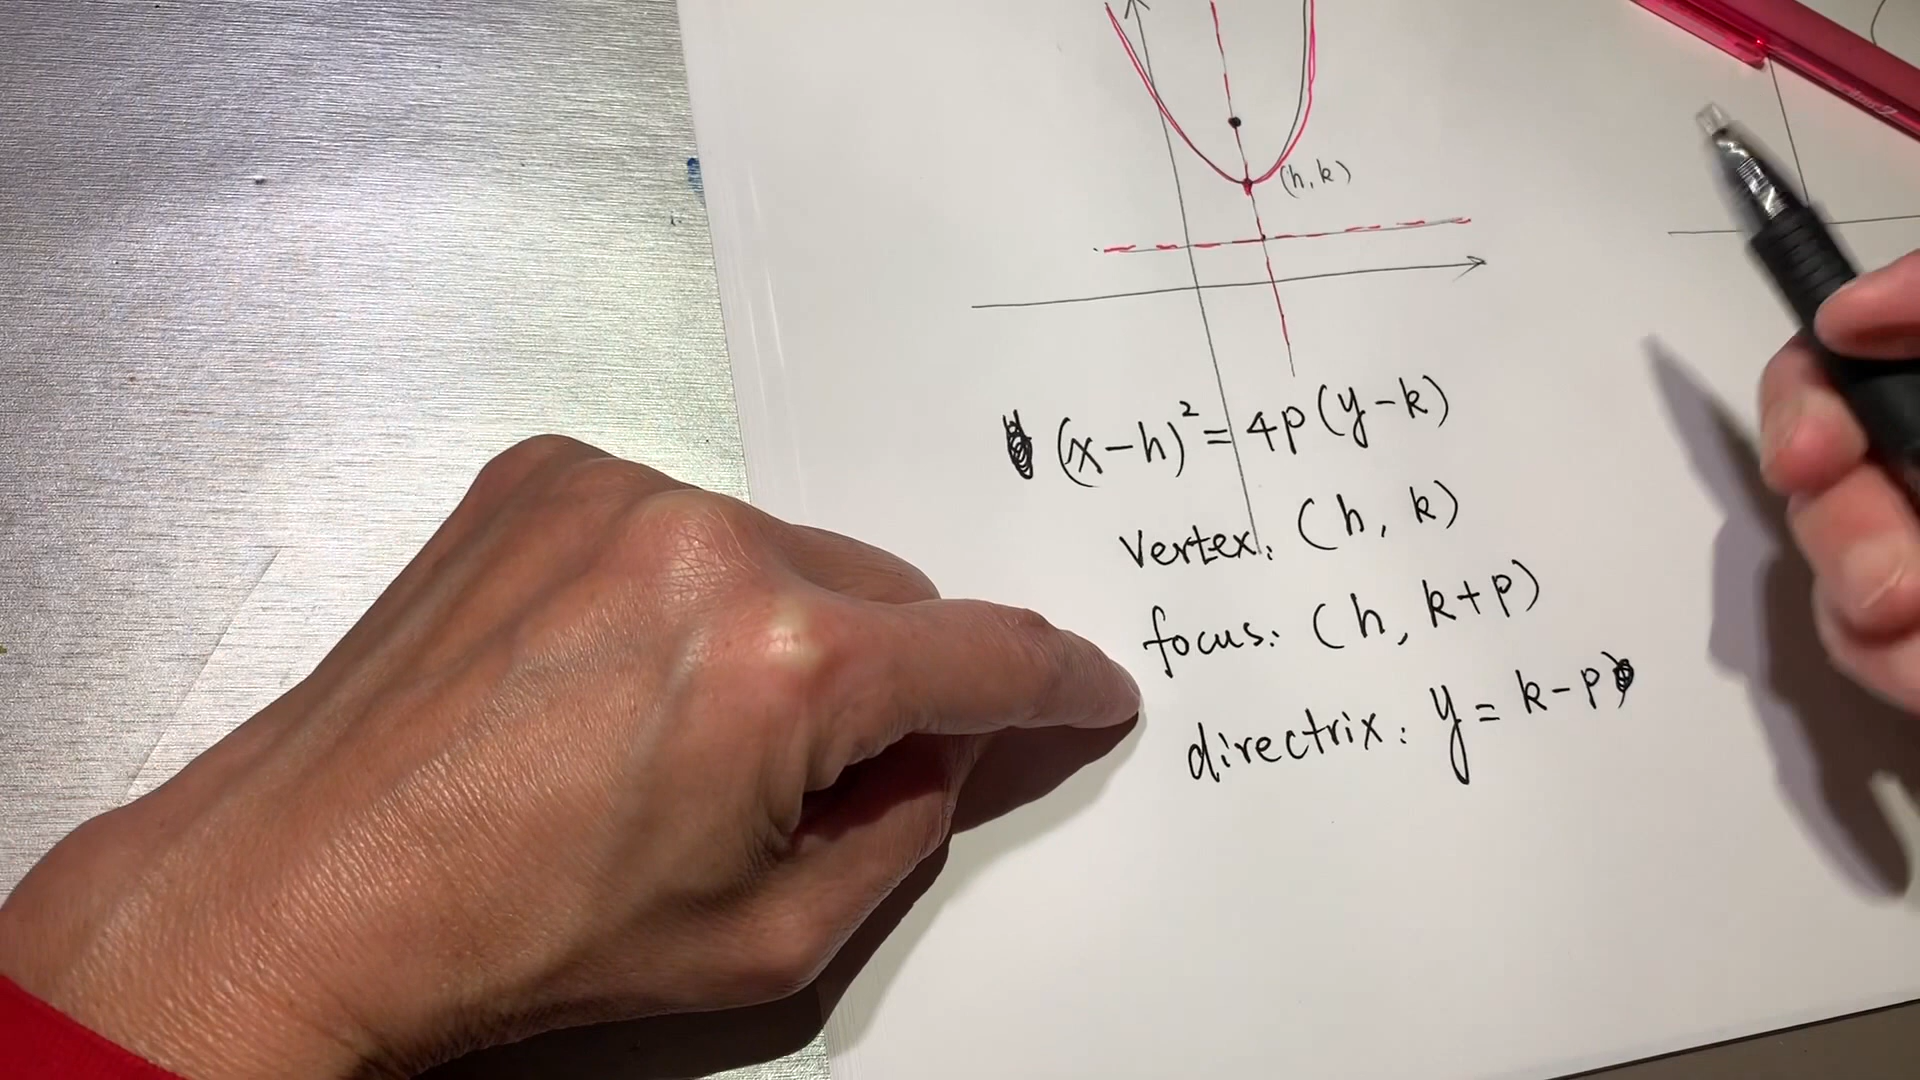 (h, k)
(x-h)² = 4p(y-k)
vertex: (h, k)
focus: (h, k+p)
directrix: y = k-p